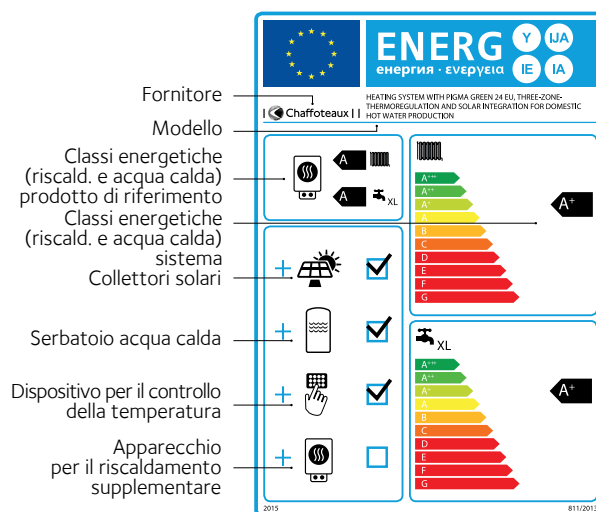 Fornitore
Modello
Classi energetiche
(riscald. e acqua calda)
prodotto di riferimento
Classi energetiche
(riscald. e acqua calda)
sistema
Collettori solari
Serbatoio acqua calda
Dispositivo per il controllo
della temperatura
Apparecchio
per il riscaldamento
supplementare
ENERG
енергия · ενεργεια
Y IJA
IE IA
Chaffoteaux
HEATING SYSTEM WITH PIGMA GREEN 24 EU, THREE-ZONE-
THERMOREGULATION AND SOLAR INTEGRATION FOR DOMESTIC
HOT WATER PRODUCTION
A
A
XL
A+++
A++
A+
A
B
C
D
E
F
G
A+
XL
A+++
A++
A+
A
B
C
D
E
F
G
A+
2015
811/2013